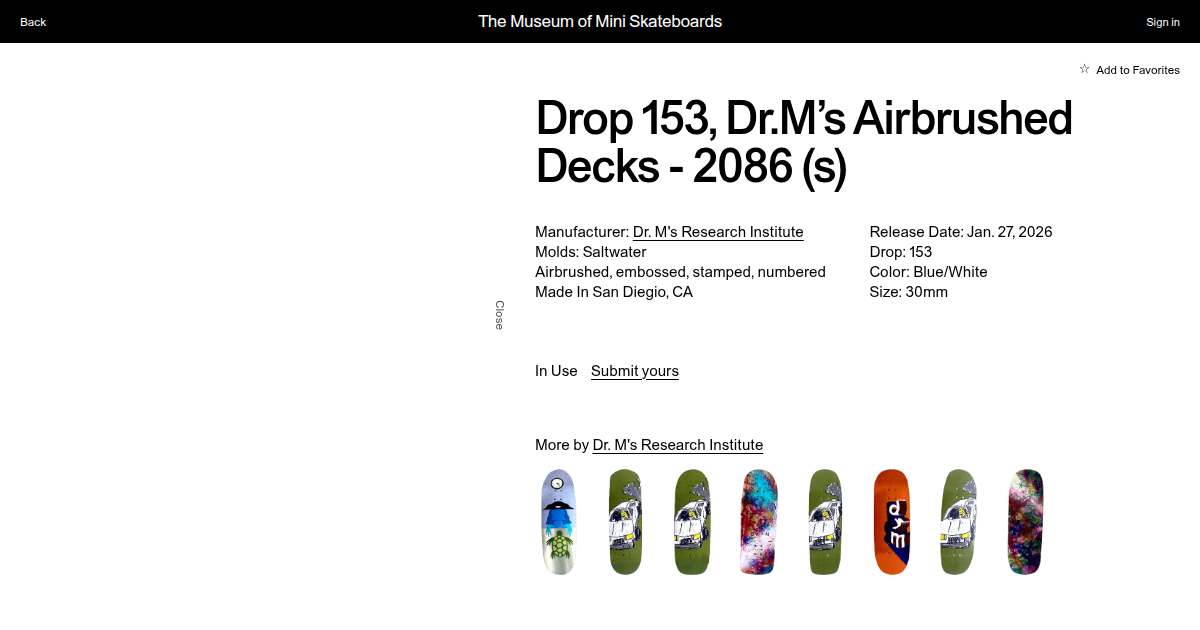 Back
The Museum of Mini Skateboards
Sign in
☆ Add to Favorites
Drop 153, Dr.M’s Airbrushed
Decks - 2086 (s)
Manufacturer: Dr. M's Research Institute
Molds: Saltwater
Airbrushed, embossed, stamped, numbered
Made In San Diegio, CA
Release Date: Jan. 27, 2026
Drop: 153
Color: Blue/White
Size: 30mm
Close
In Use Submit yours
More by Dr. M's Research Institute